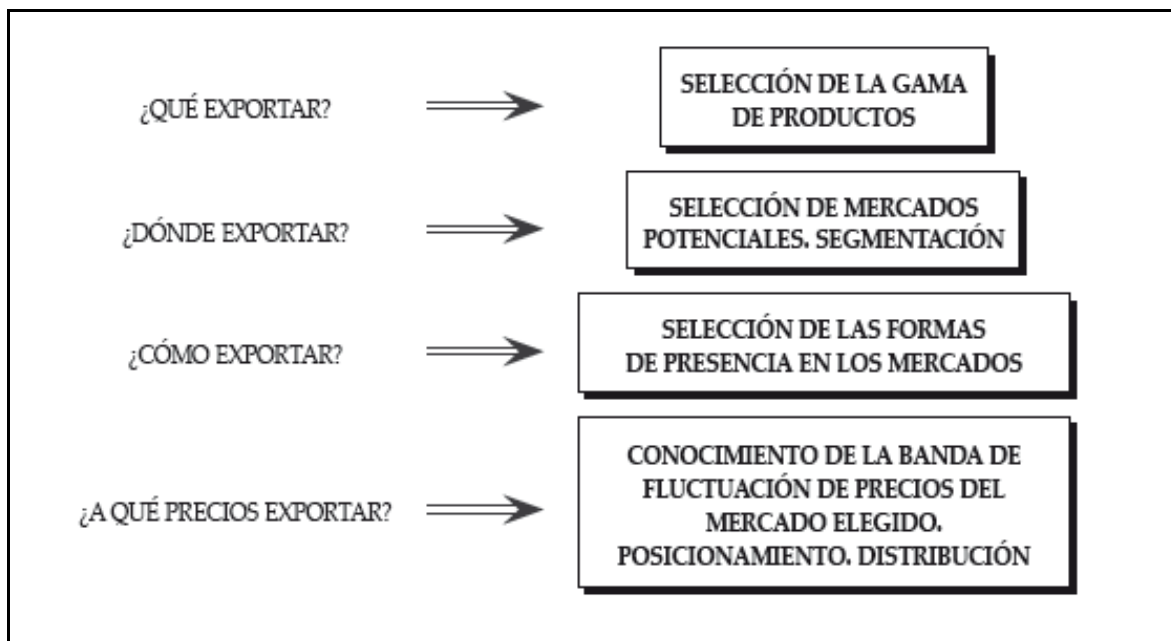 ¿QUÉ EXPORTAR?
SELECCIÓN DE LA GAMA
DE PRODUCTOS
¿DÓNDE EXPORTAR?
SELECCIÓN DE MERCADOS
POTENCIALES. SEGMENTACIÓN
¿CÓMO EXPORTAR?
SELECCIÓN DE LAS FORMAS
DE PRESENCIA EN LOS MERCADOS
¿A QUÉ PRECIOS EXPORTAR?
CONOCIMIENTO DE LA BANDA DE
FLUCTUACIÓN DE PRECIOS DEL
MERCADO ELEGIDO.
POSICIONAMIENTO. DISTRIBUCIÓN